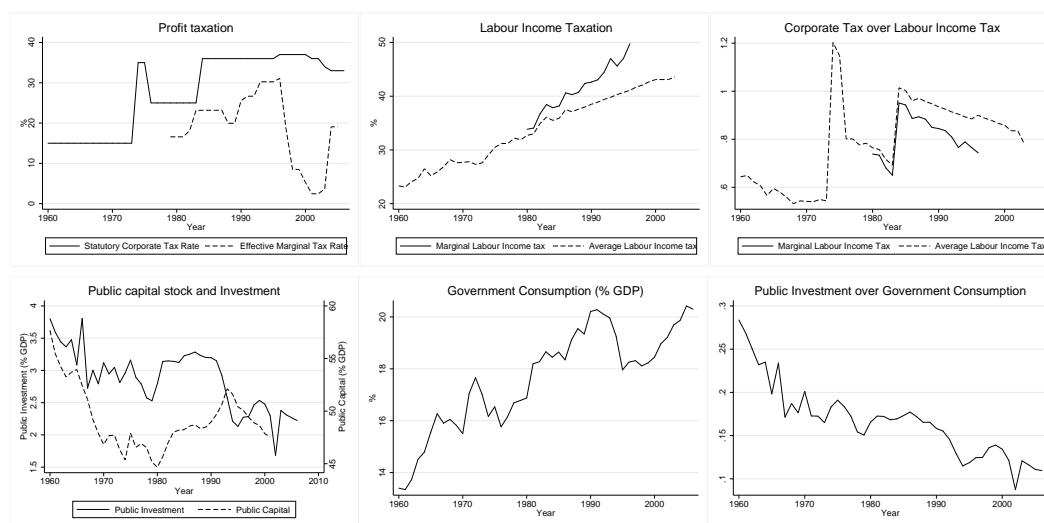 Profit taxation
40
30
20
10
0
%
1960 1970 1980 1990 2000
Year
Statutory Corporate Tax Rate Effective Marginal Tax Rate
Labour Income Taxation
50
40
30
20
%
1960 1970 1980 1990 2000
Year
Marginal Labour Income tax Average Labour Income tax
Corporate Tax over Labour Income Tax
1.2
1
.8
.6
1960 1970 1980 1990 2000
Year
Marginal Labour Income Tax Average Labour Income Tax
Public capital stock and Investment
4
3.5
3
2.5
2
1.5
Public Investment (% GDP)
60
55
50
45
Public Capital (% GDP)
1960 1970 1980 1990 2000 2010
Year
Public Investment Public Capital
Government Consumption (% GDP)
20
18
16
14
%
1960 1970 1980 1990 2000
Year
Public Investment over Government Consumption
.3
.25
.2
.15
.1
1960 1970 1980 1990 2000
Year